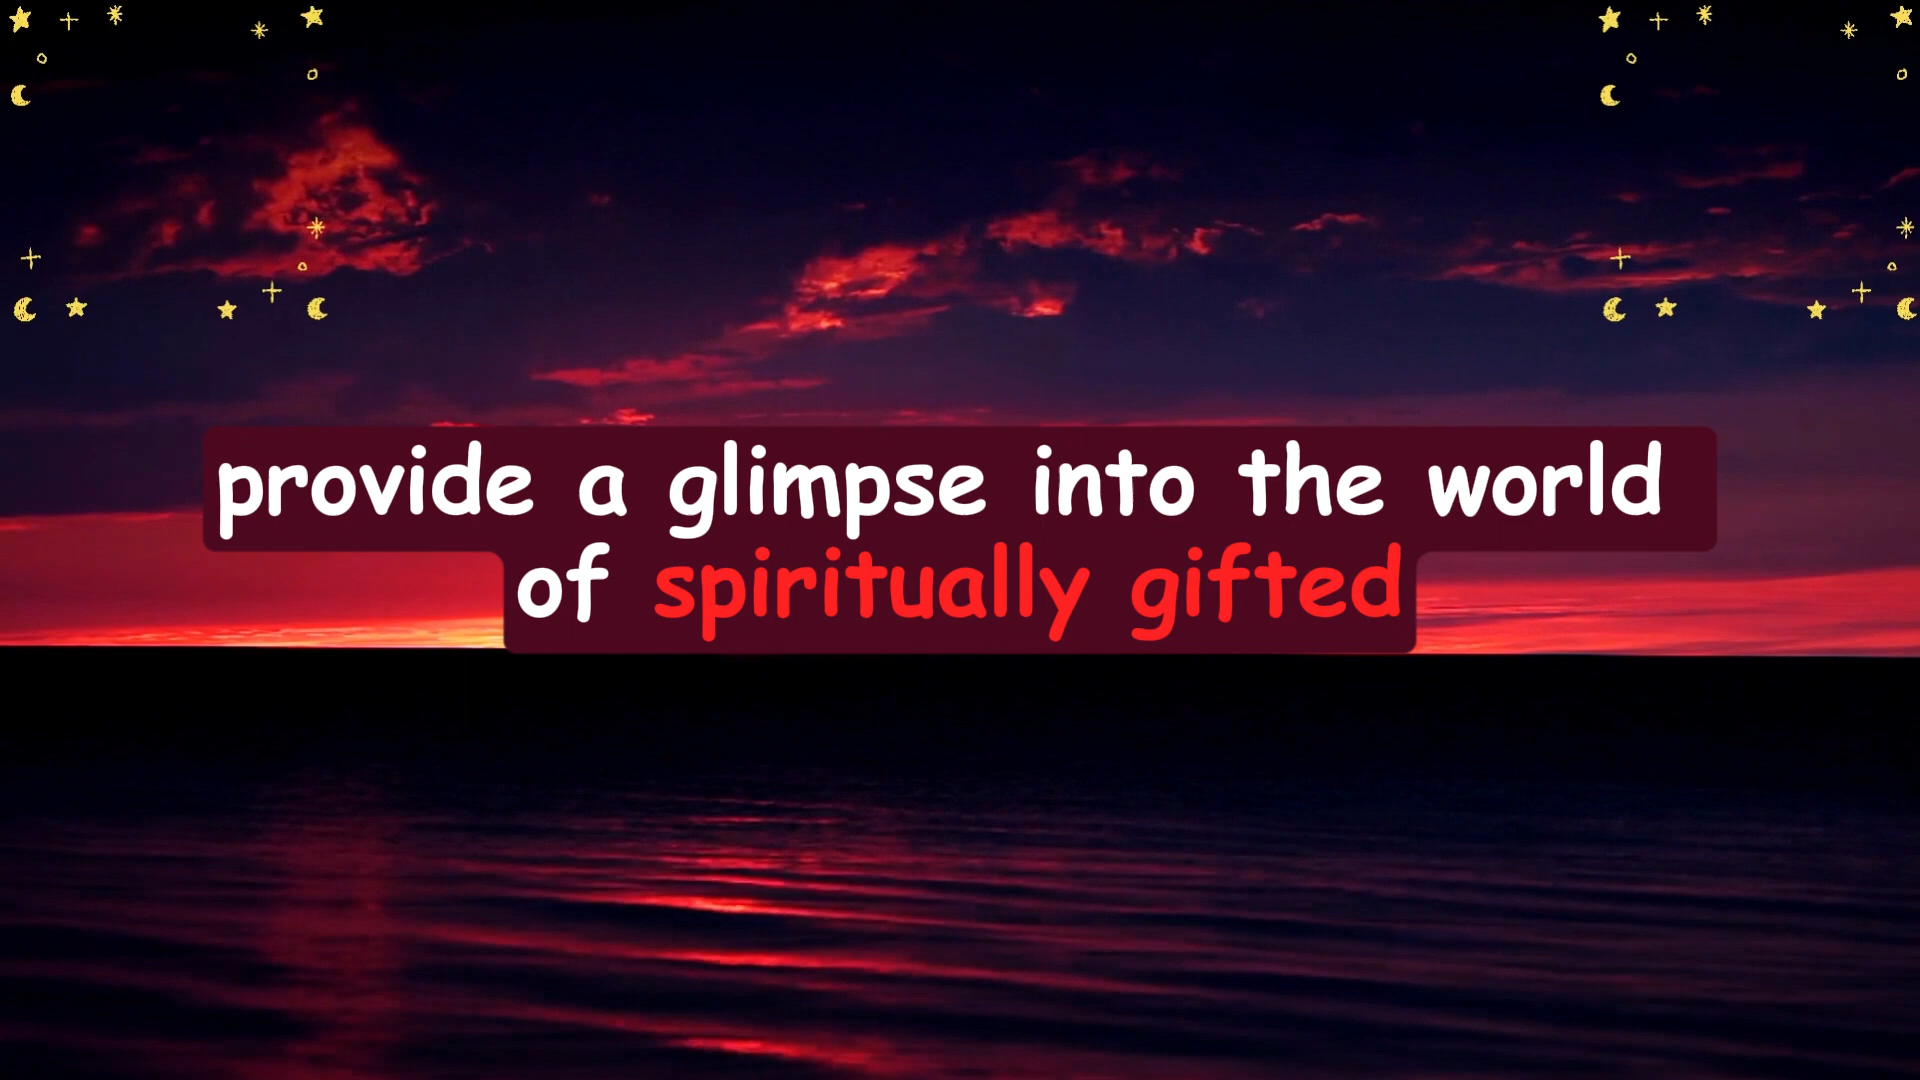 provide a glimpse into the world
of spiritually gifted